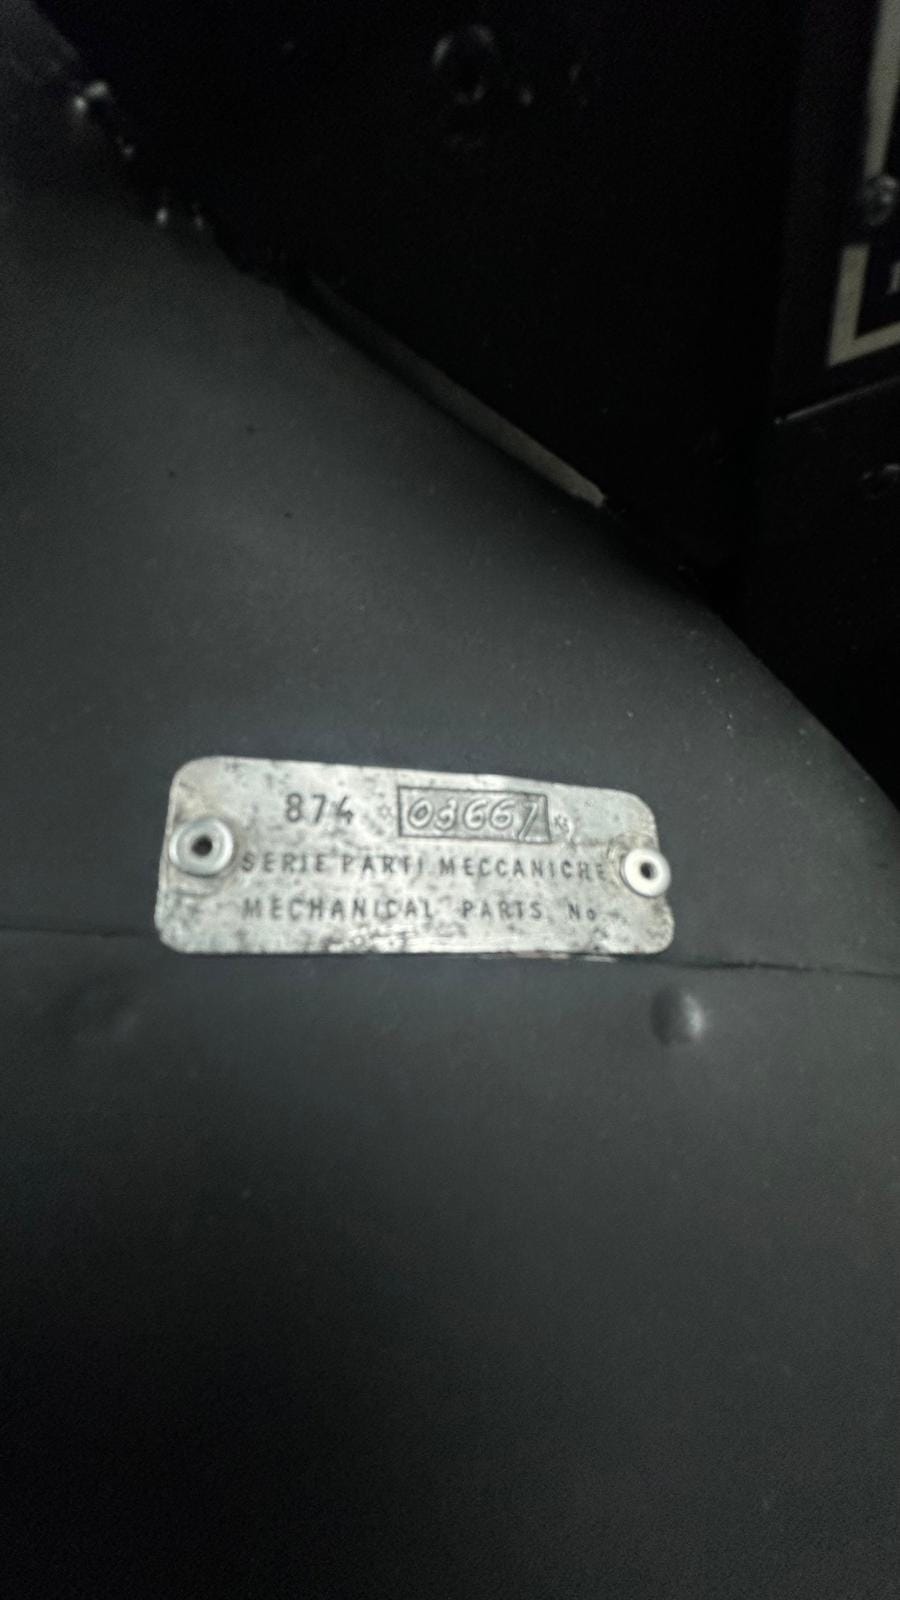 874 ☆ 03667 ☆
SERIE PARTI MECCANICHE
MECHANICAL PARTS No